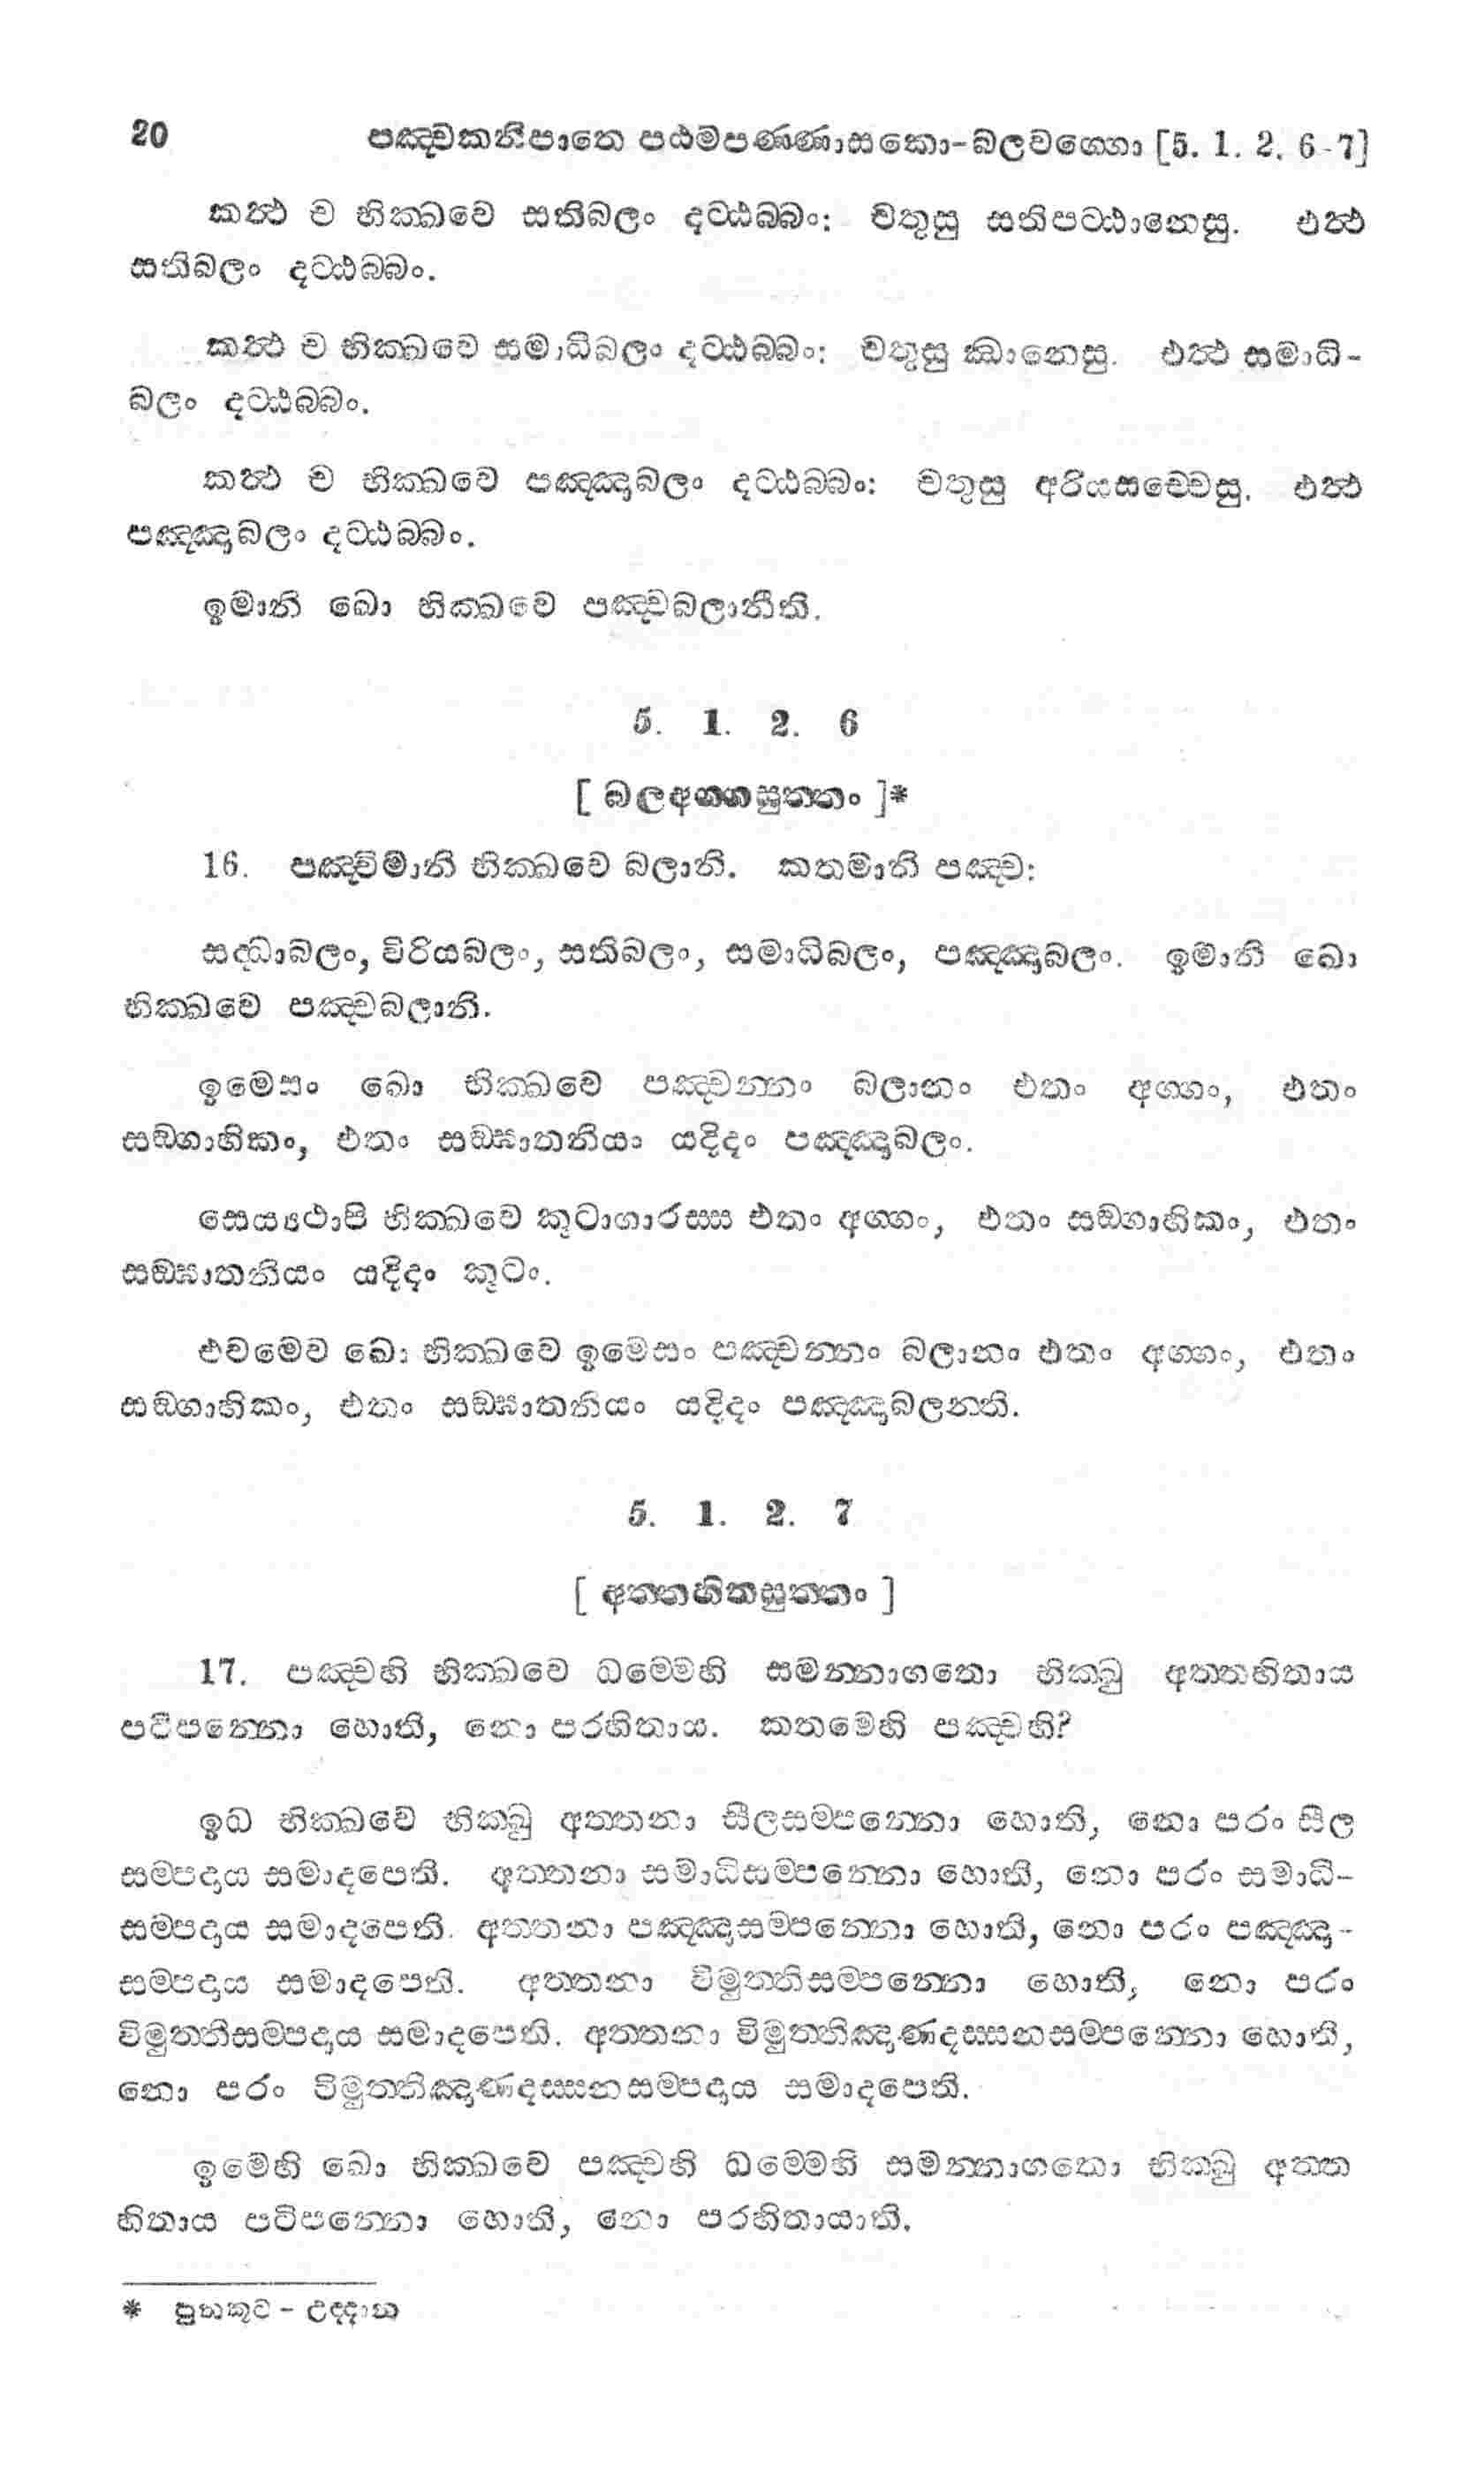 20 පඤ්චකනිපාතෙ පඨමපණ්ණාසකො-බලවග්ගො [5. 1. 2. 6-7]
කත්ථ ච භික්ඛවෙ සතිබලං දට්ඨබ්බං: චතුසු සතිපට්ඨානෙසු. එත්ථ
සතිබලං දට්ඨබ්බං.
කත්ථ ච භික්ඛවෙ සමාධිබලං දට්ඨබ්බං: චතුසු ඣානෙසු. එත්ථ සමාධි-
බලං දට්ඨබ්බං.
කත්ථ ච භික්ඛවෙ පඤ්ඤාබලං දට්ඨබ්බං: චතුසු අරියසච්චෙසු. එත්ථ
පඤ්ඤාබලං දට්ඨබ්බං.
ඉමානි ඛො භික්ඛවෙ පඤ්චබලානීති.
5. 1. 2. 6
[ බලඅග්ගසුත්තං ]*
16. පඤ්චිමානි භික්ඛවෙ බලානි. කතමානි පඤ්ච:
සද්ධාබලං, විරියබලං, සතිබලං, සමාධිබලං, පඤ්ඤාබලං. ඉමානි ඛො
භික්ඛවෙ පඤ්චබලානි.
ඉමෙසං ඛො භික්ඛවෙ පඤ්චන්නං බලානං එතං අග්ගං, එතං
සඞ්ගාහිකං, එතං සඞ්ඝාතනියං යදිදං පඤ්ඤාබලං.
සෙය්‍යථාපි භික්ඛවෙ කූටාගාරස්ස එතං අග්ගං, එතං සඞ්ගාහිකං, එතං
සඞ්ඝාතනියං යදිදං කූටං.
එවමෙව ඛො භික්ඛවෙ ඉමෙසං පඤ්චන්නං බලානං එතං අග්ගං, එතං
සඞ්ගාහිකං, එතං සඞ්ඝාතනියං යදිදං පඤ්ඤාබලන්ති.
5. 1. 2. 7
[ අත්තහිතසුත්තං ]
17. පඤ්චහි භික්ඛවෙ ධම්මෙහි සමන්නාගතො භික්ඛු අත්තහිතාය
පටිපන්නො හොති, නො පරහිතාය. කතමෙහි පඤ්චහි?
ඉධ භික්ඛවෙ භික්ඛු අත්තනා සීලසම්පන්නො හොති, නො පරං සීල
සම්පදාය සමාදපෙති. අත්තනා සමාධිසම්පන්නො හොති, නො පරං සමාධි-
සම්පදාය සමාදපෙති. අත්තනා පඤ්ඤාසම්පන්නො හොති, නො පරං පඤ්ඤා-
සම්පදාය සමාදපෙති. අත්තනා විමුත්තිසම්පන්නො හොති, නො පරං
විමුත්තිසම්පදාය සමාදපෙති. අත්තනා විමුත්තිඤාණදස්සනසම්පන්නො හොති,
නො පරං විමුත්තිඤාණදස්සනසම්පදාය සමාදපෙති.
ඉමෙහි ඛො භික්ඛවෙ පඤ්චහි ධම්මෙහි සමන්නාගතො භික්ඛු අත්ත
හිතාය පටිපන්නො හොති, නො පරහිතායාති.
* පුනකූට - උද්දාන